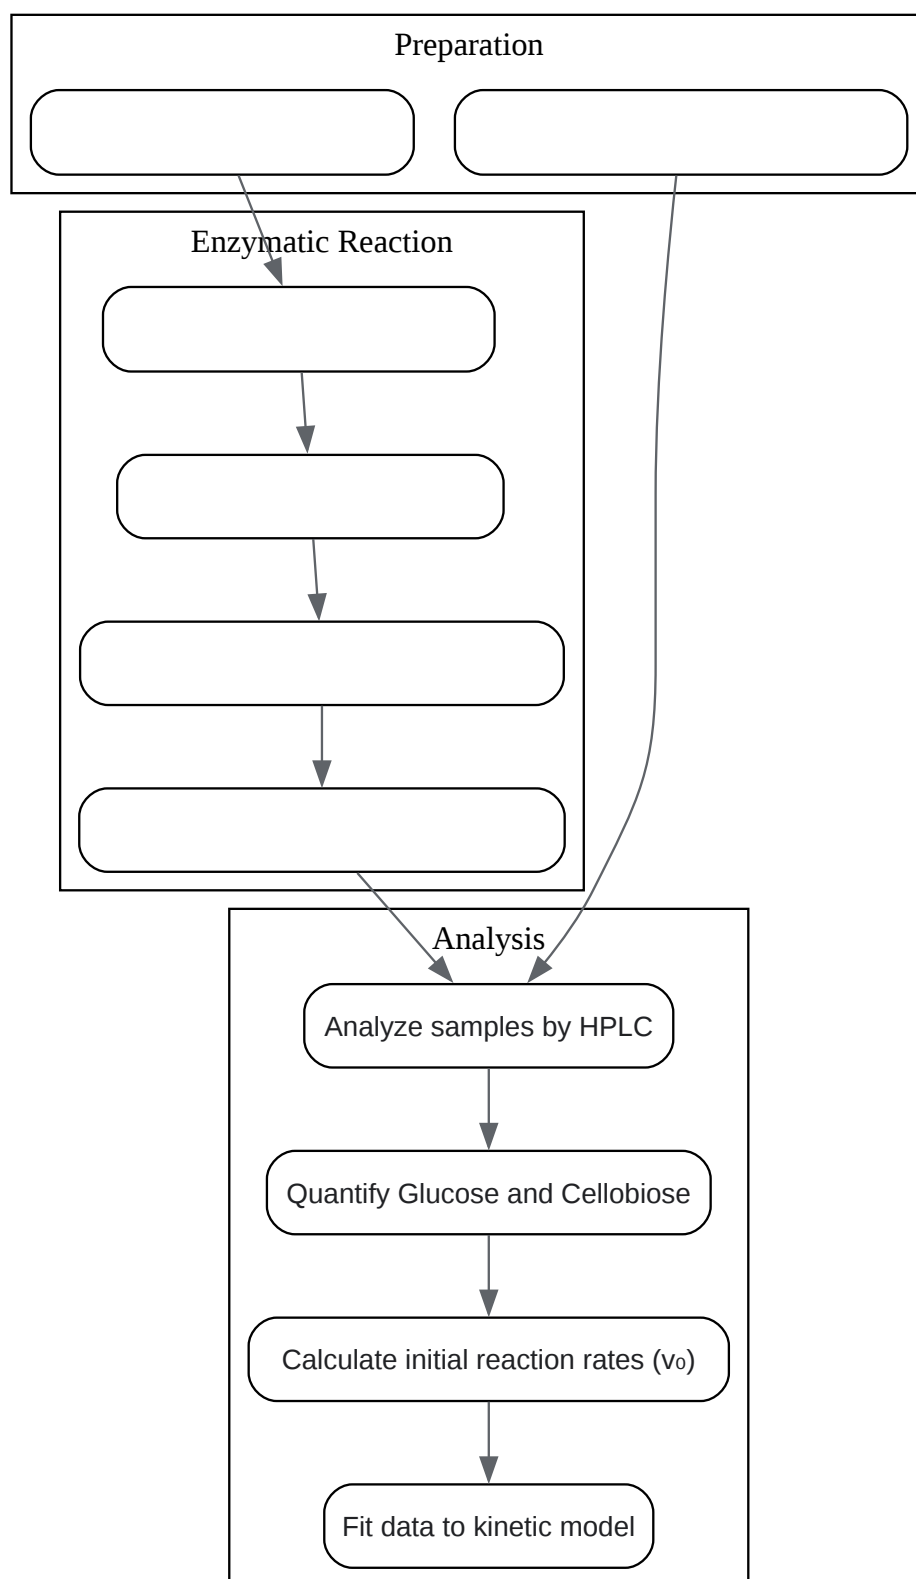 Preparation
Enzymatic Reaction
Analysis
Analyze samples by HPLC
Quantify Glucose and Cellobiose
Calculate initial reaction rates (v₀)
Fit data to kinetic model